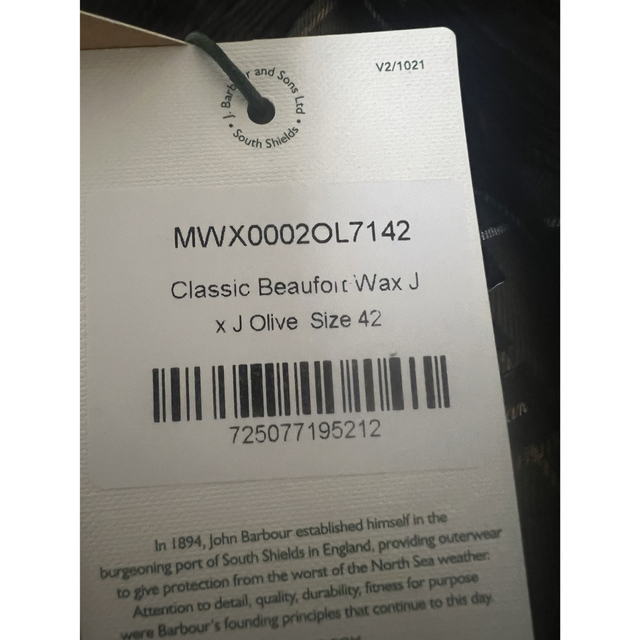 V2/1021
J. Barbour and Sons Ltd
• South Shields •
MWX0002OL7142
Classic Beaufort Wax J
x J Olive Size 42
725077195212
In 1894, John Barbour established himself in the
burgeoning port of South Shields in England, providing outerwear
to give protection from the worst of the North Sea weather.
Attention to detail, quality, durability, fitness for purpose
were Barbour's founding principles that continue to this day.